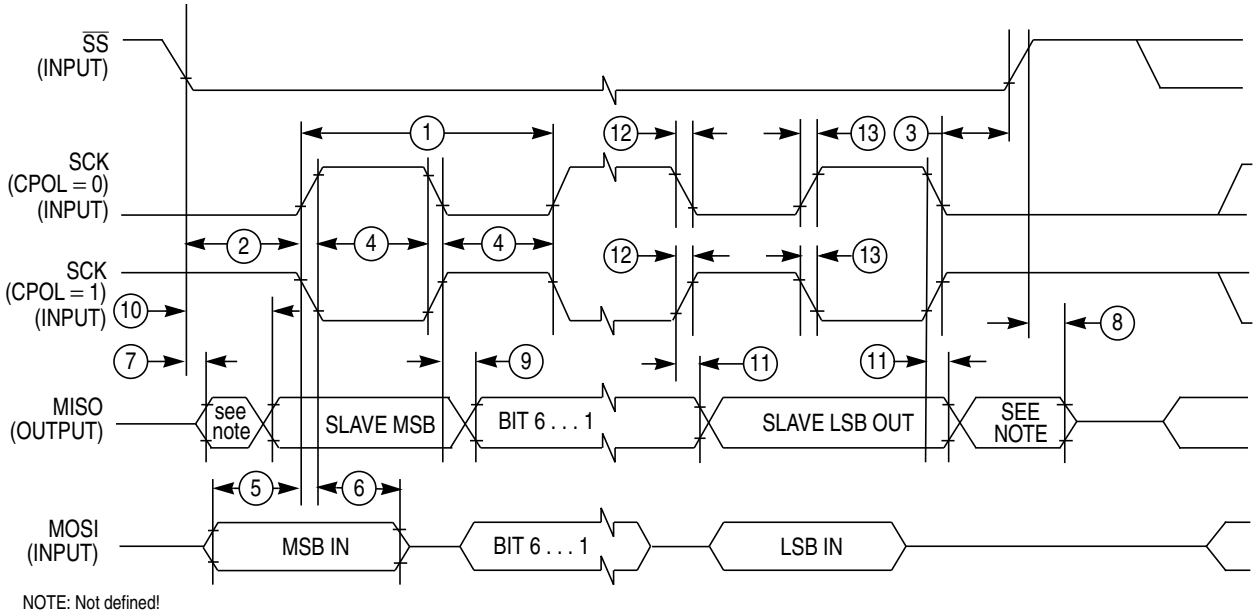 SS
(INPUT)
1
12
13
3
SCK
(CPOL = 0)
(INPUT)
2
4
4
SCK
(CPOL = 1)
(INPUT)
12
13
10
7
9
11
11
8
MISO
(OUTPUT)
see
note
SLAVE MSB
BIT 6 . . . 1
SLAVE LSB OUT
SEE
NOTE
5
6
MOSI
(INPUT)
MSB IN
BIT 6 . . . 1
LSB IN
NOTE: Not defined!